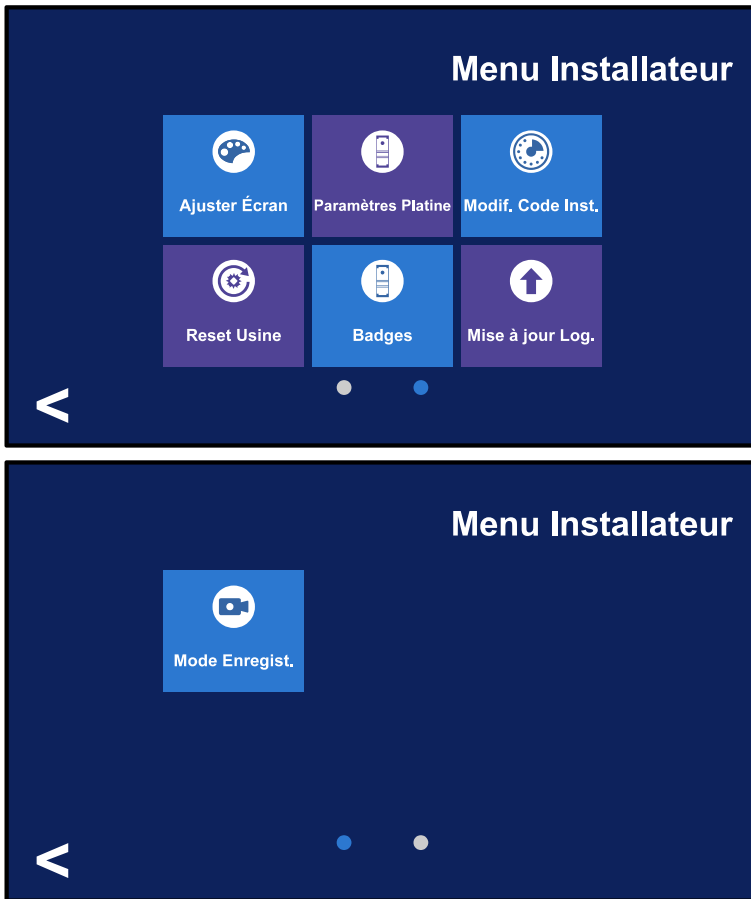 Menu Installateur
Ajuster Écran
Paramètres Platine
Modif. Code Inst.
Reset Usine
Badges
Mise à jour Log.
<
Menu Installateur
Mode Enregist.
<